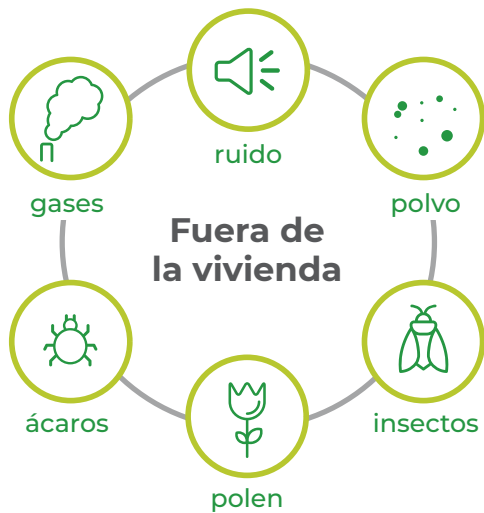 ruido
gases
polvo
Fuera de
la vivienda
ácaros
insectos
polen